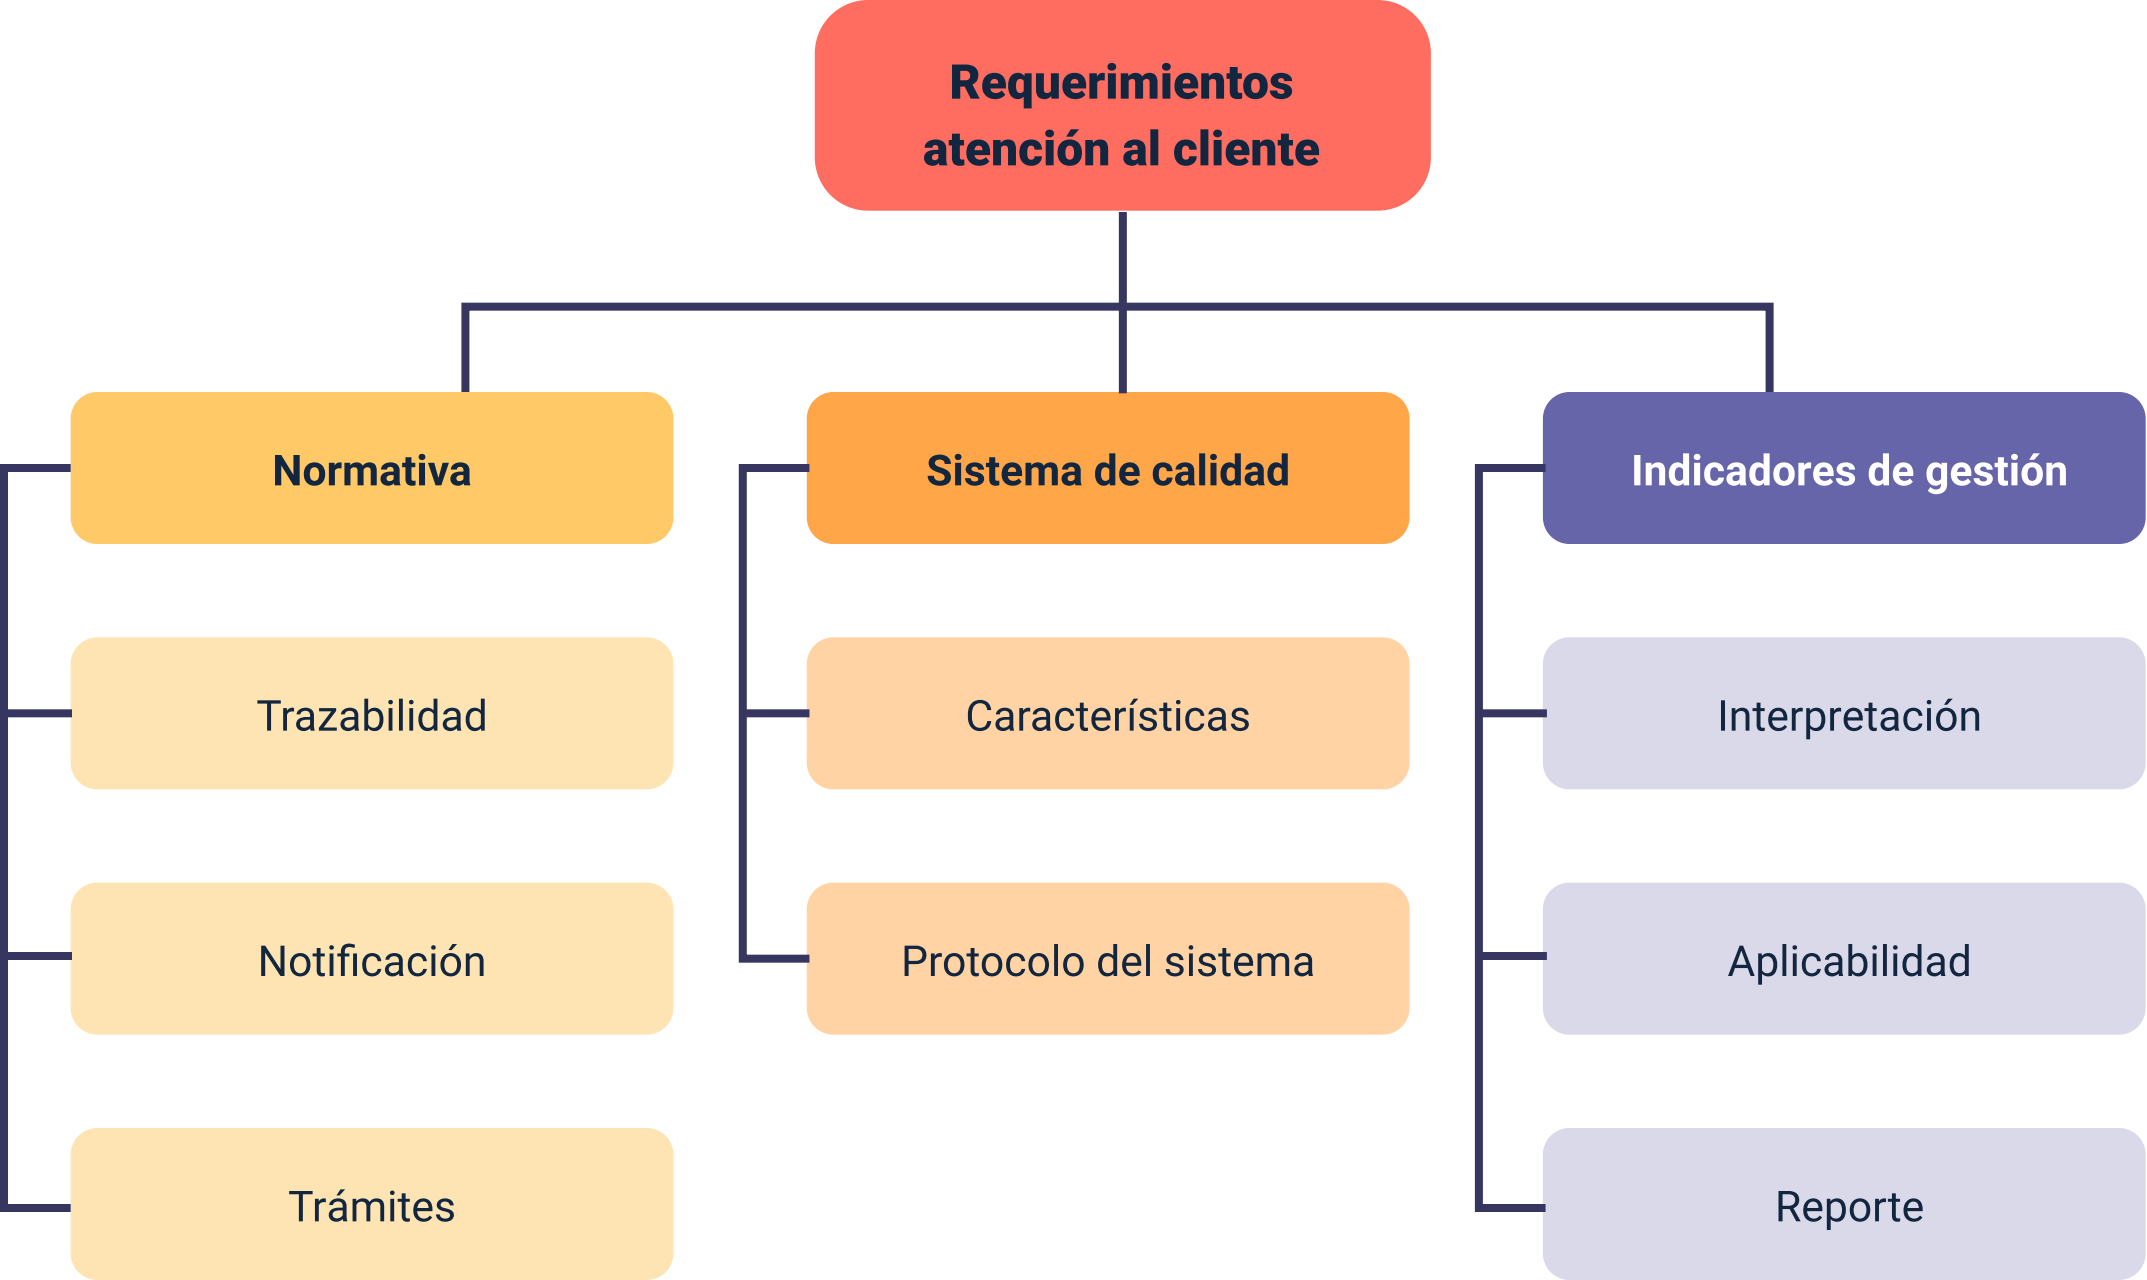 Requerimientos
atención al cliente
Normativa
Trazabilidad
Notificación
Trámites
Sistema de calidad
Características
Protocolo del sistema
Indicadores de gestión
Interpretación
Aplicabilidad
Reporte